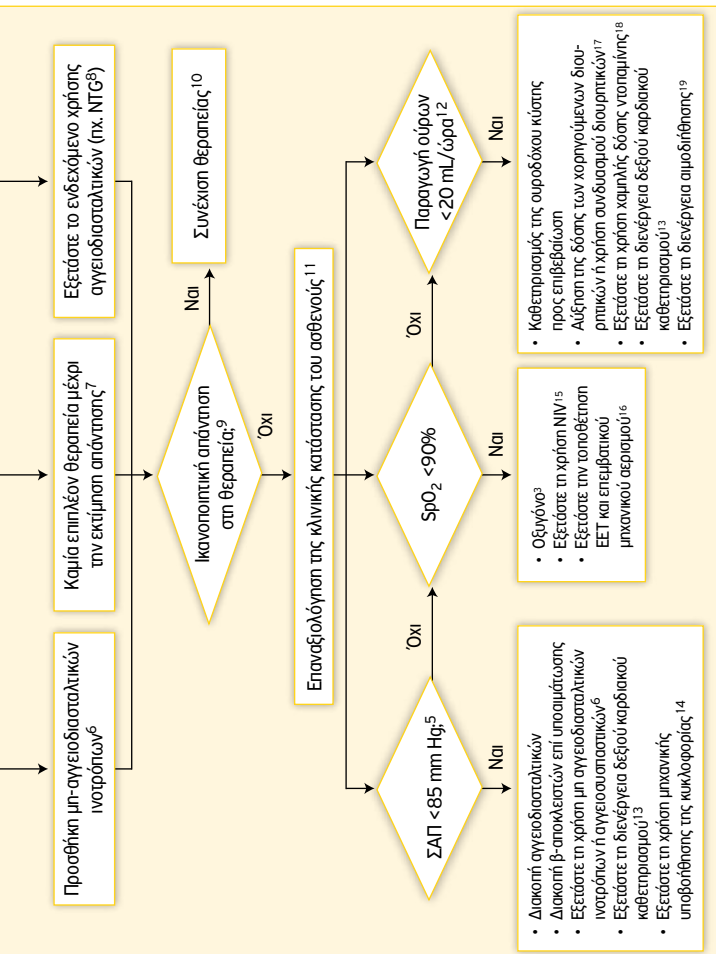 Προσθήκη μη-αγγειοδιασταλτικών
ινοτρόπων6
Καμία επιπλέον θεραπεία μέχρι
την εκτίμηση απάντησης7
Εξετάστε το ενδεχόμενο χρήσης
αγγειοδιασταλτικών (πχ. NTG8)
Ικανοποιητική απάντηση
στη θεραπεία;9
Ναι
Συνέχιση θεραπείας10
Όχι
Επαναξιολόγηση της κλινικής κατάστασης του ασθενούς11
ΣΑΠ <85 mm Hg;5
Όχι
SpO2 <90%
Όχι
Παραγωγή ούρων
<20 mL/ώρα12
Ναι
Ναι
Ναι
• Διακοπή αγγειοδιασταλτικών
• Διακοπή β-αποκλειστών επί υποαιμάτωσης
• Εξετάστε τη χρήση μη αγγειοδιασταλτικών
ινοτρόπων ή αγγειοσυσπαστικών6
• Εξετάστε τη διενέργεια δεξιού καρδιακού
καθετηριασμού13
• Εξετάστε τη χρήση μηχανικής
υποβοήθησης της κυκλοφορίας14
• Οξυγόνο3
• Εξετάστε τη χρήση NIV15
• Εξετάστε την τοποθέτηση
ΕΕΤ και επεμβατικού
μηχανικού αερισμού16
• Καθετηριασμός της ουροδόχου κύστης
προς επιβεβαίωση
• Αύξηση της δόσης των χορηγούμενων διου-
ρητικών ή χρήση συνδυασμού διουρητικών17
• Εξετάστε τη χρήση χαμηλής δόσης ντοπαμίνης18
• Εξετάστε τη διενέργεια δεξιού καρδιακού
καθετηριασμού13
• Εξετάστε τη διενέργεια αιμοδιήθησης19